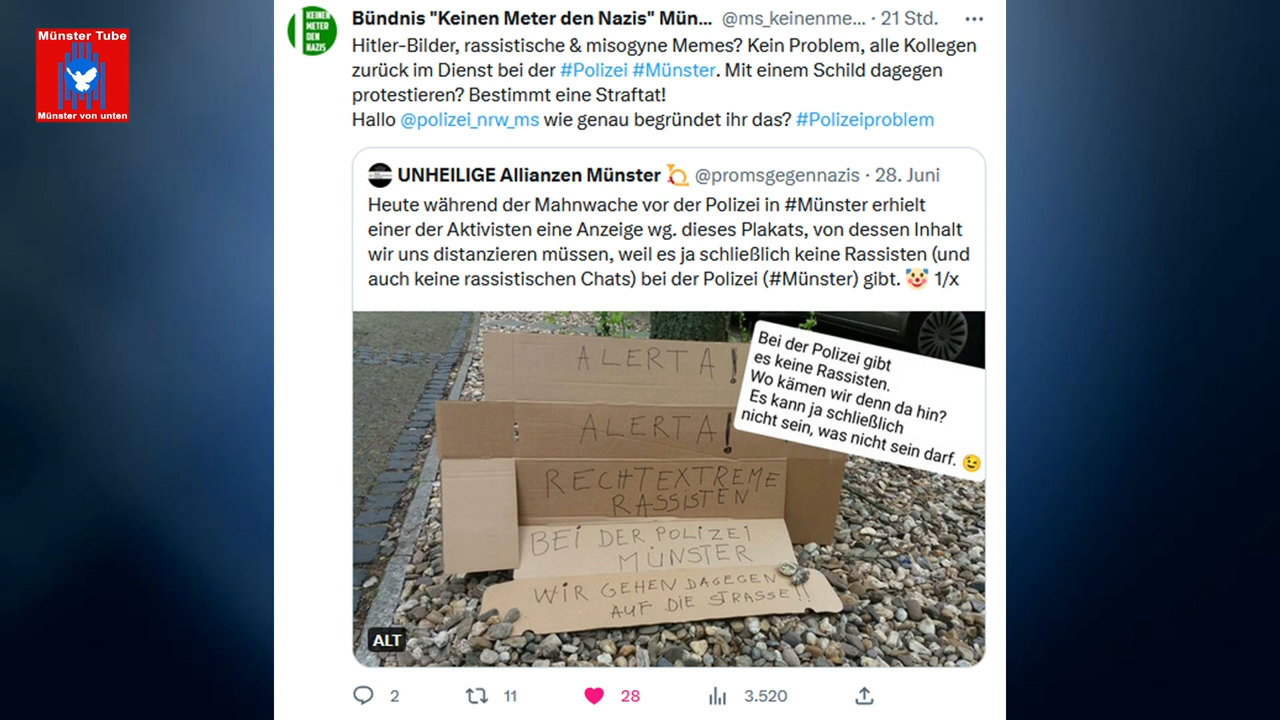 Münster Tube
Münster von unten
KEINEN
METER
DEN
NAZIS
Bündnis "Keinen Meter den Nazis" Mün... @ms_keinenme... · 21 Std.
Hitler-Bilder, rassistische & misogyne Memes? Kein Problem, alle Kollegen
zurück im Dienst bei der #Polizei #Münster. Mit einem Schild dagegen
protestieren? Bestimmt eine Straftat!
Hallo @polizei_nrw_ms wie genau begründet ihr das? #Polizeiproblem
UNHEILIGE Allianzen Münster @promsgegennazis · 28. Juni
Heute während der Mahnwache vor der Polizei in #Münster erhielt
einer der Aktivisten eine Anzeige wg. dieses Plakats, von dessen Inhalt
wir uns distanzieren müssen, weil es ja schließlich keine Rassisten (und
auch keine rassistischen Chats) bei der Polizei (#Münster) gibt. 🤡 1/x
ALERTA!
ALERTA!
RECHTEXTREME
RASSISTEN
BEI DER POLIZEI
MÜNSTER
WIR GEHEN DAGEGEN
AUF DIE STRASSE!!
Bei der Polizei gibt
es keine Rassisten.
Wo kämen wir denn da hin?
Es kann ja schließlich
nicht sein, was nicht sein darf. 😉
ALT
2 11 28 3.520